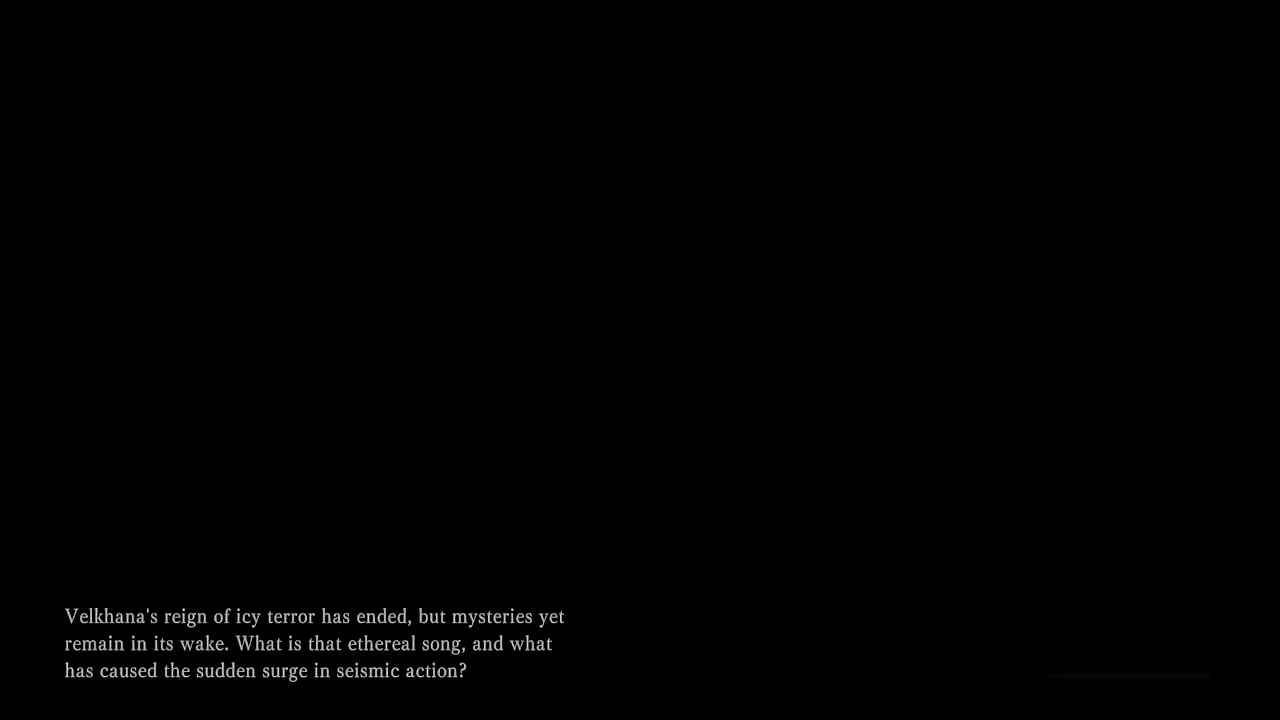 Velkhana's reign of icy terror has ended, but mysteries yet
remain in its wake. What is that ethereal song, and what
has caused the sudden surge in seismic action?